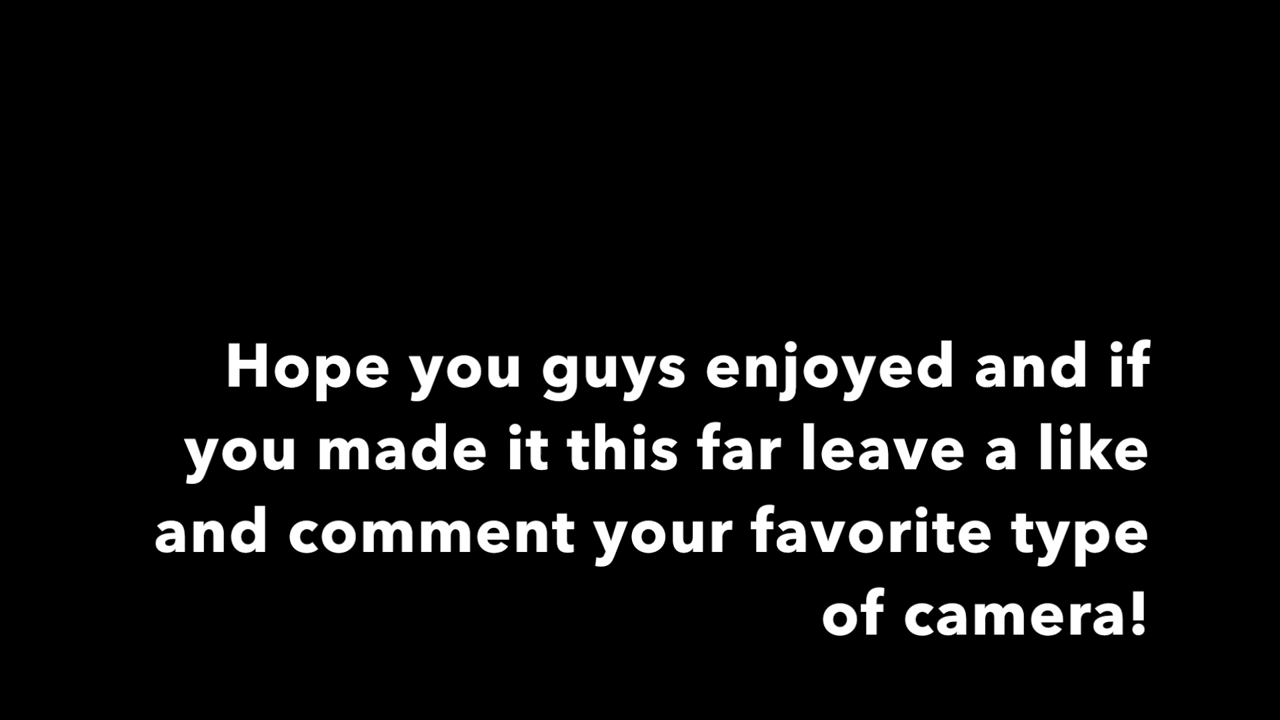 Hope you guys enjoyed and if
you made it this far leave a like
and comment your favorite type
of camera!